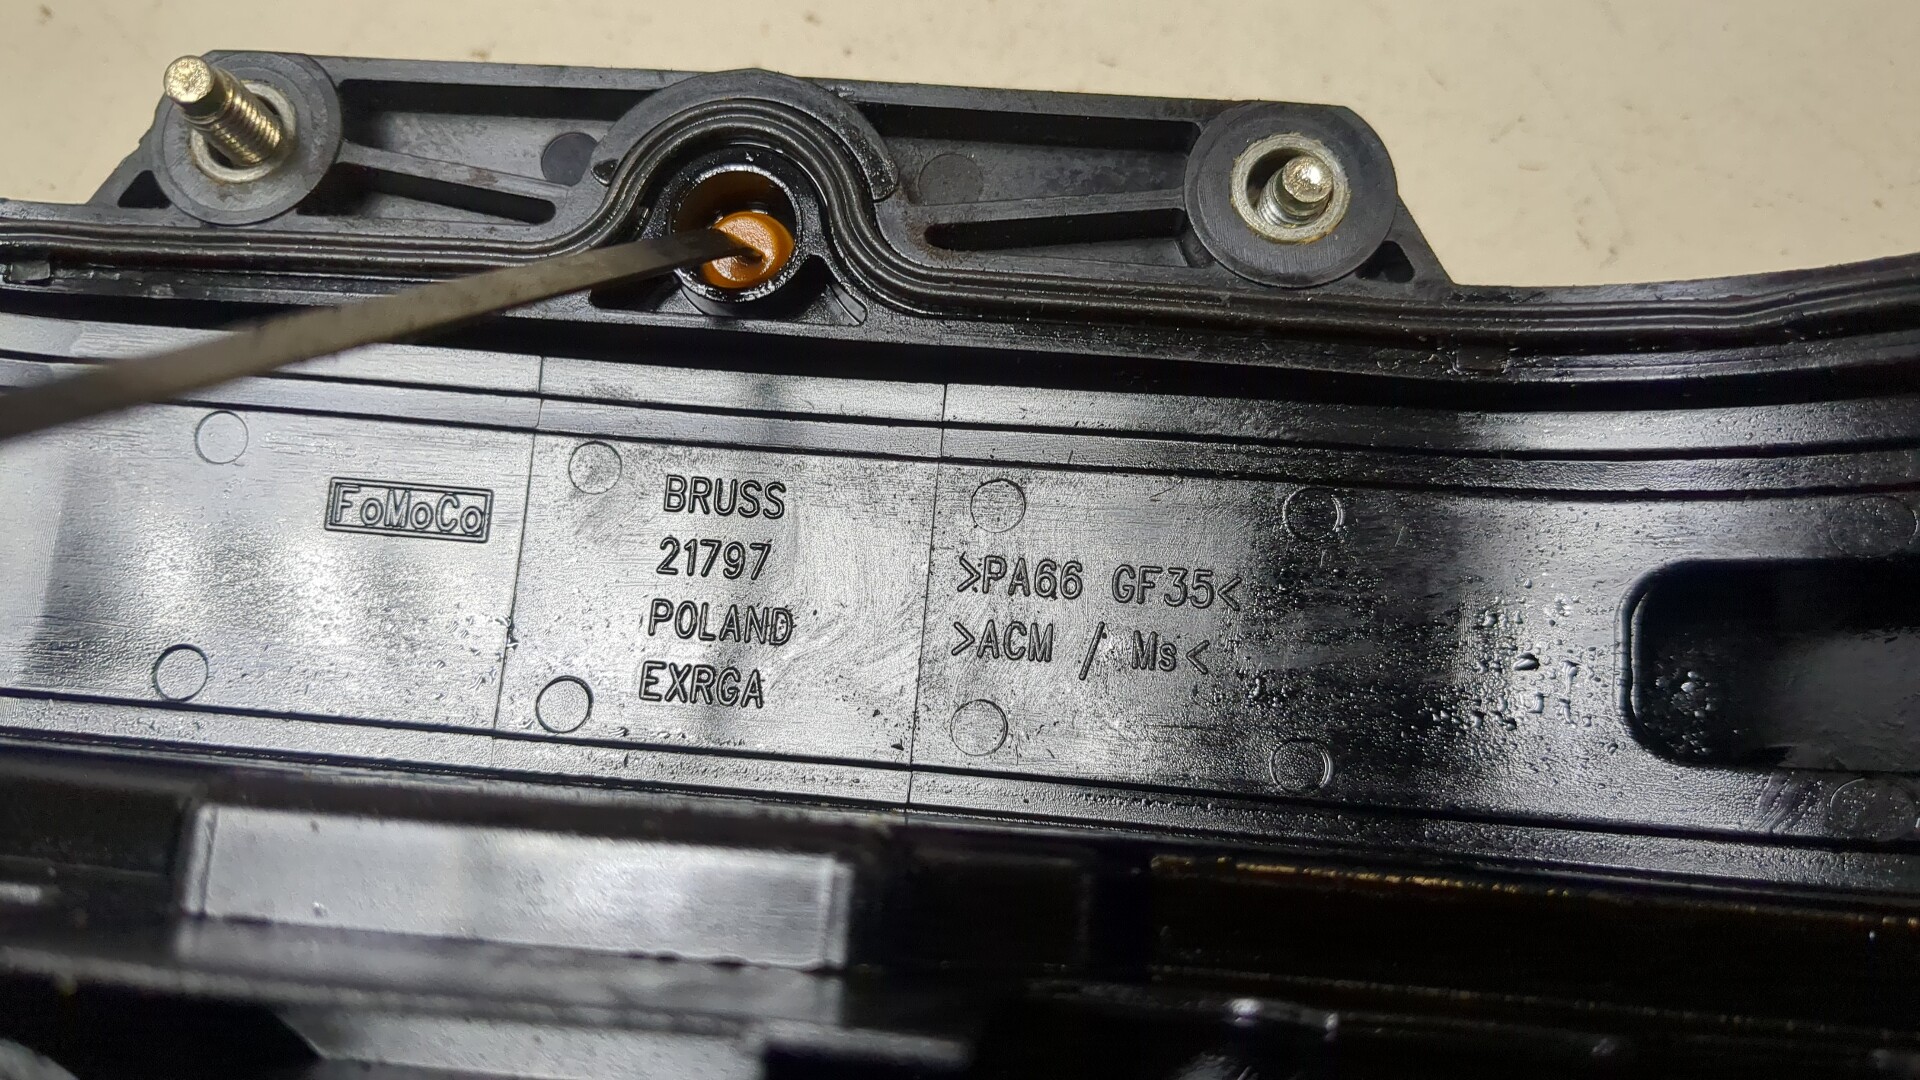 FoMoCo
BRUSS
21797
POLAND
EXRGA
>PA66 GF35<
>ACM / Ms<